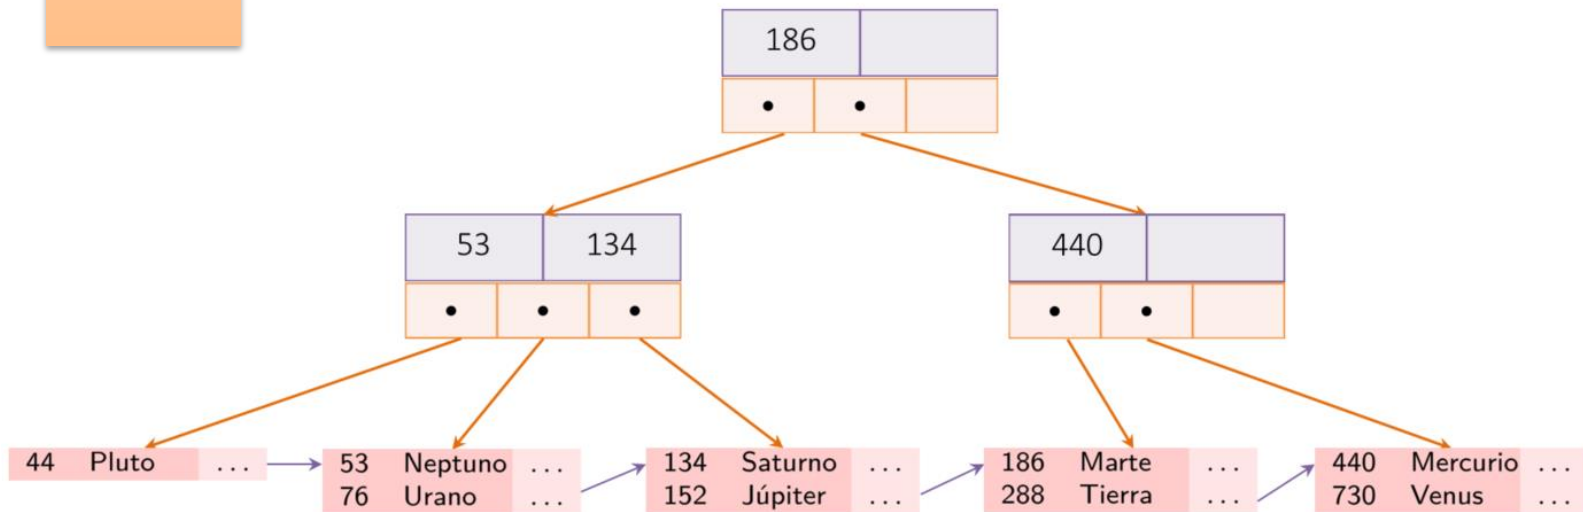 186
53 134
440
44 Pluto ...
53 Neptuno ...
76 Urano ...
134 Saturno ...
152 Júpiter ...
186 Marte ...
288 Tierra ...
440 Mercurio ...
730 Venus ...